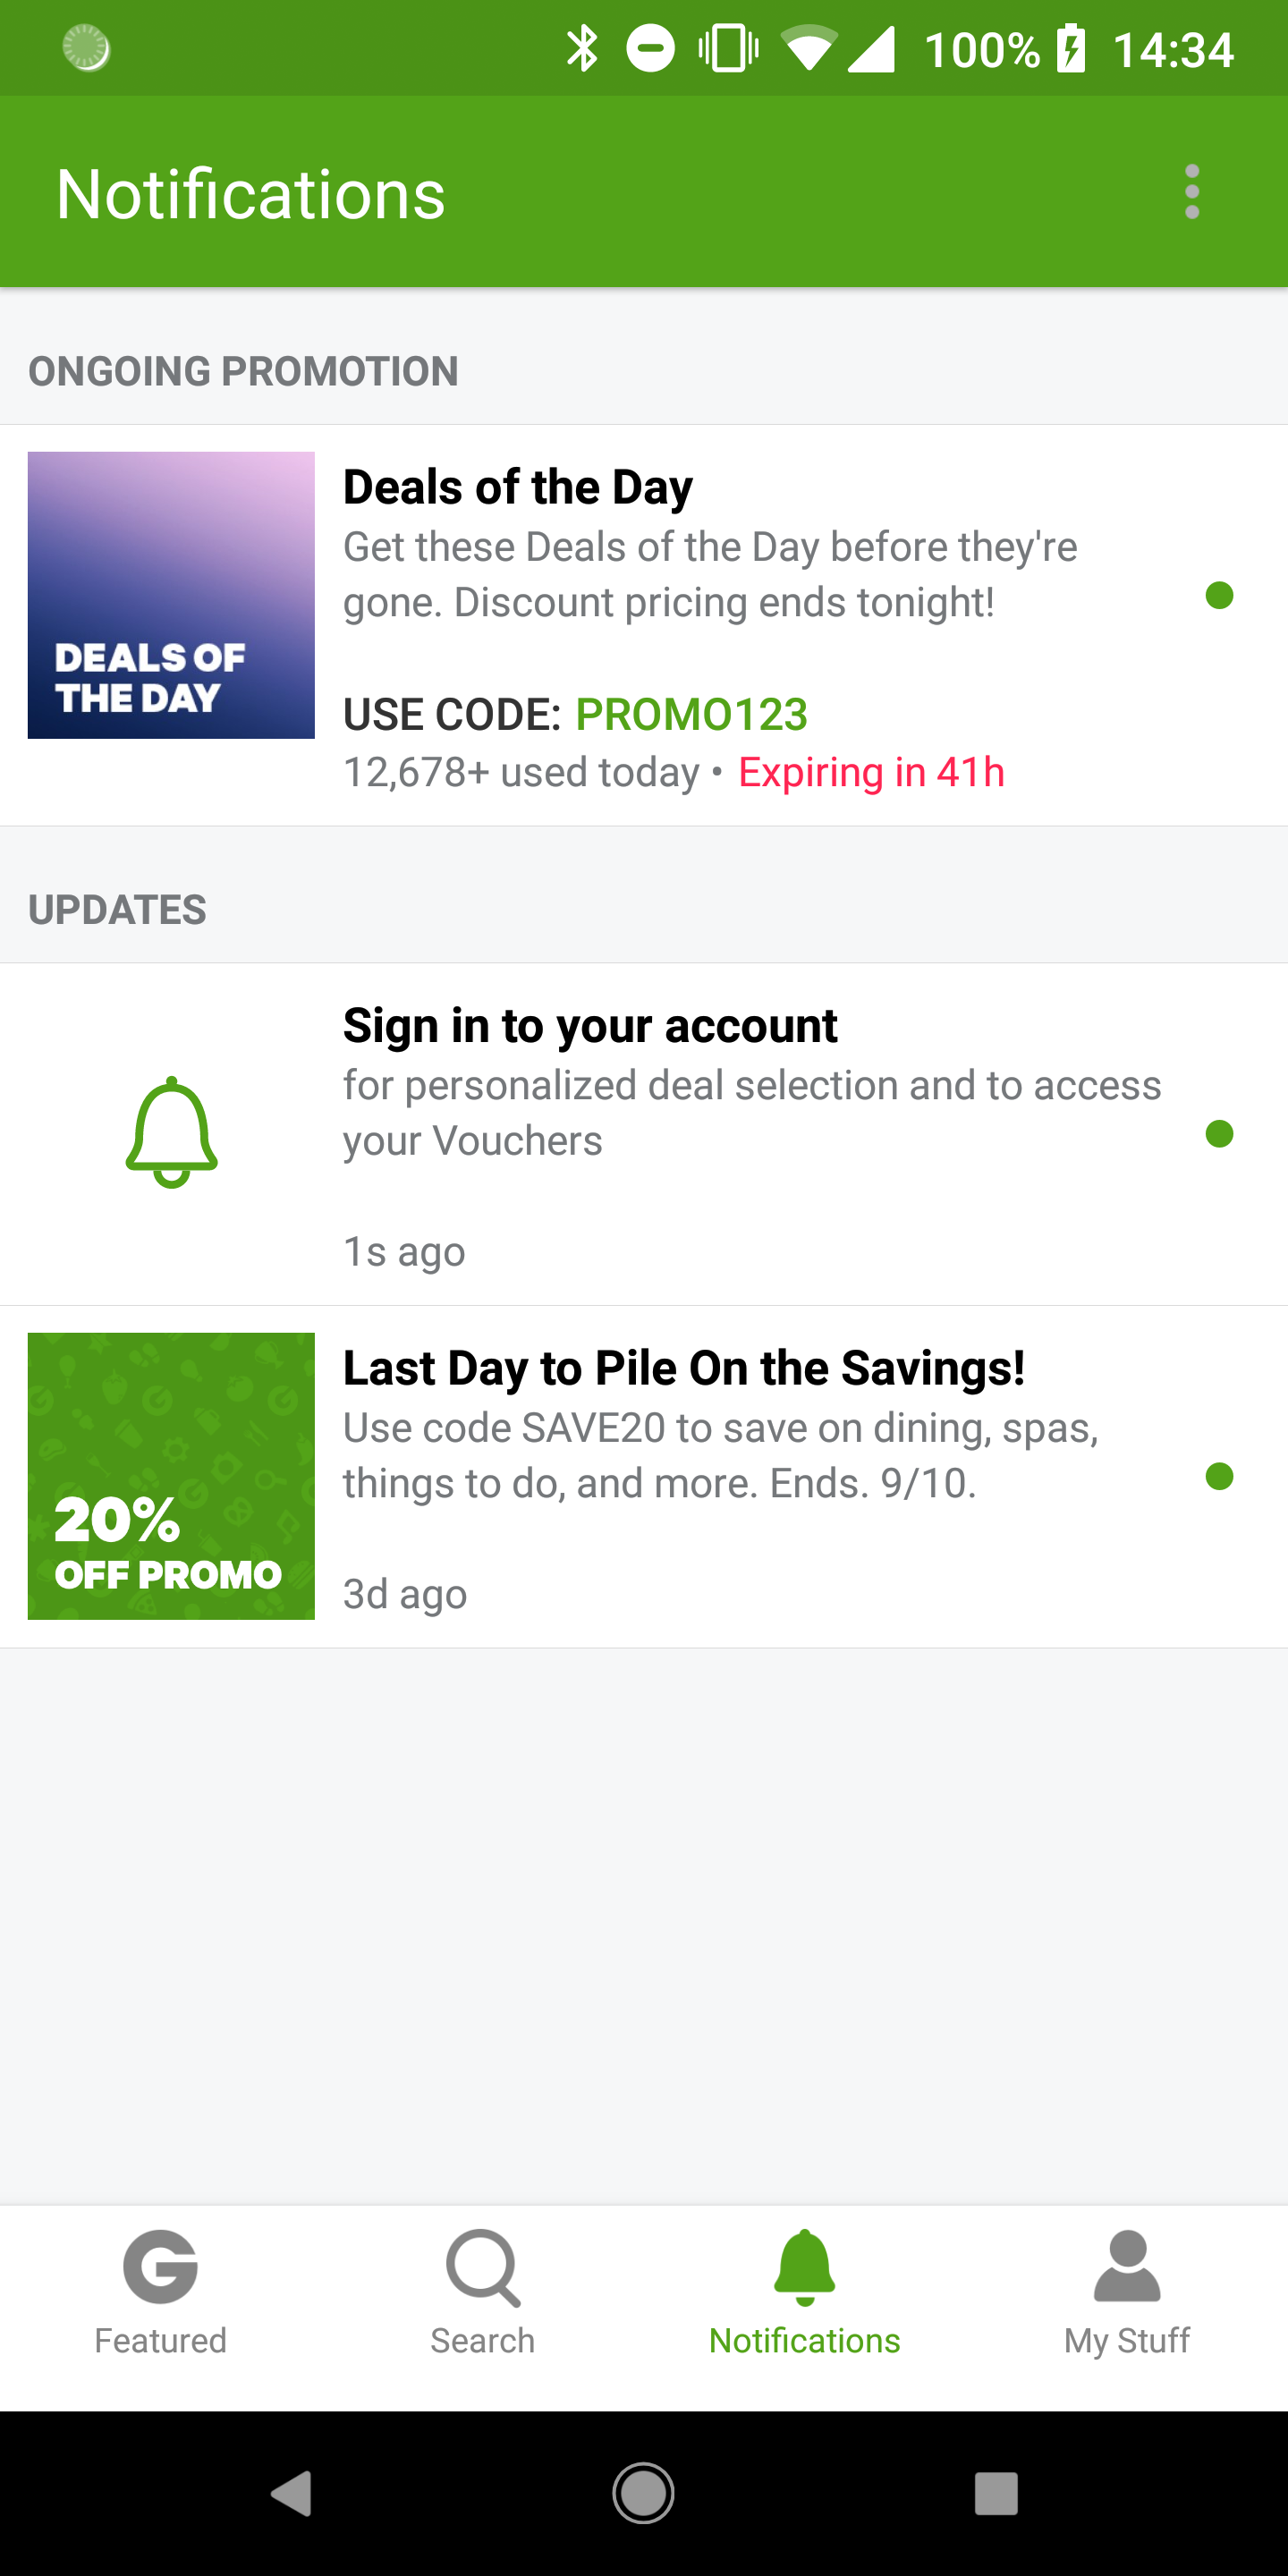 100% 14:34
Notifications
ONGOING PROMOTION
DEALS OF
THE DAY
Deals of the Day
Get these Deals of the Day before they're
gone. Discount pricing ends tonight!
USE CODE: PROMO123
12,678+ used today • Expiring in 41h
UPDATES
Sign in to your account
for personalized deal selection and to access
your Vouchers
1s ago
20%
OFF PROMO
Last Day to Pile On the Savings!
Use code SAVE20 to save on dining, spas,
things to do, and more. Ends. 9/10.
3d ago
G
Featured
Search
Notifications
My Stuff